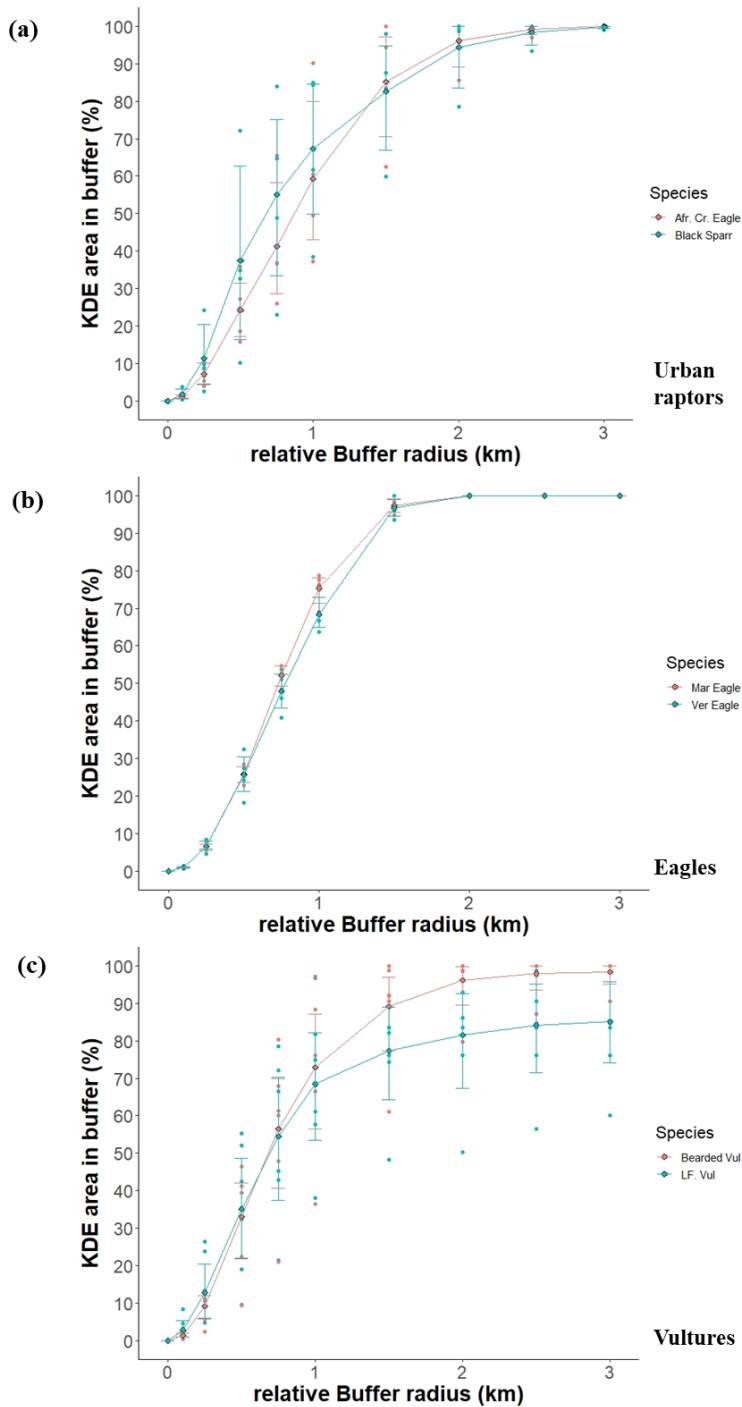 (a)
KDE area in buffer (%)
100
90
80
70
60
50
40
30
20
10
0
0 1 2 3
relative Buffer radius (km)
Species
Afr. Cr. Eagle
Black Sparr
Urban
raptors
(b)
KDE area in buffer (%)
100
90
80
70
60
50
40
30
20
10
0
0 1 2 3
relative Buffer radius (km)
Species
Mar Eagle
Ver Eagle
Eagles
(c)
KDE area in buffer (%)
100
90
80
70
60
50
40
30
20
10
0
0 1 2 3
relative Buffer radius (km)
Species
Bearded Vul
LF. Vul
Vultures